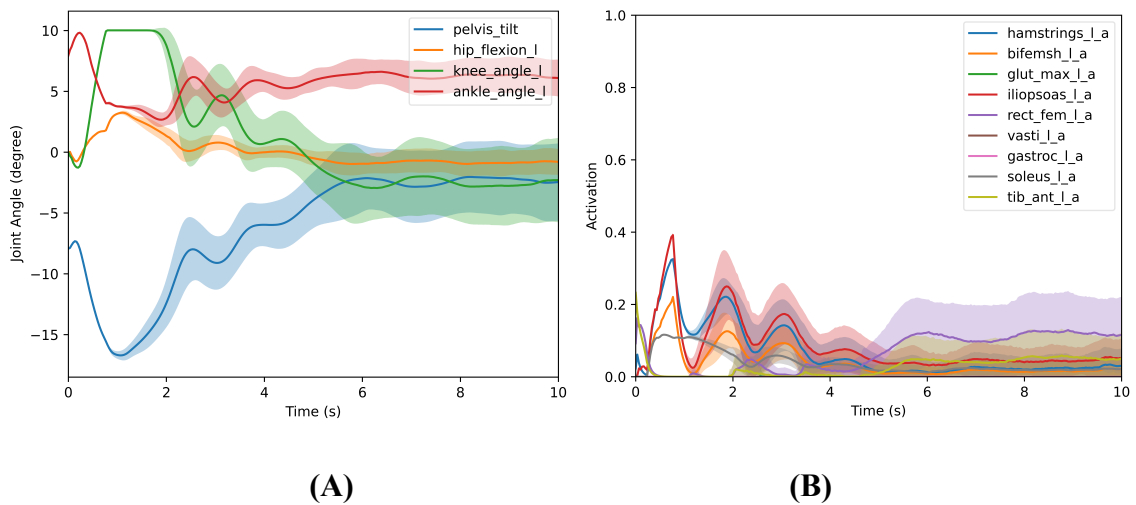 10
5
0
−5
−10
−15
0
2
4
6
8
10
Joint Angle (degree)
Time (s)
pelvis_tilt
hip_flexion_l
knee_angle_l
ankle_angle_l
(A)
1.0
0.8
0.6
0.4
0.2
0.0
0
2
4
6
8
10
Activation
Time (s)
hamstrings_l_a
bifemsh_l_a
glut_max_l_a
iliopsoas_l_a
rect_fem_l_a
vasti_l_a
gastroc_l_a
soleus_l_a
tib_ant_l_a
(B)